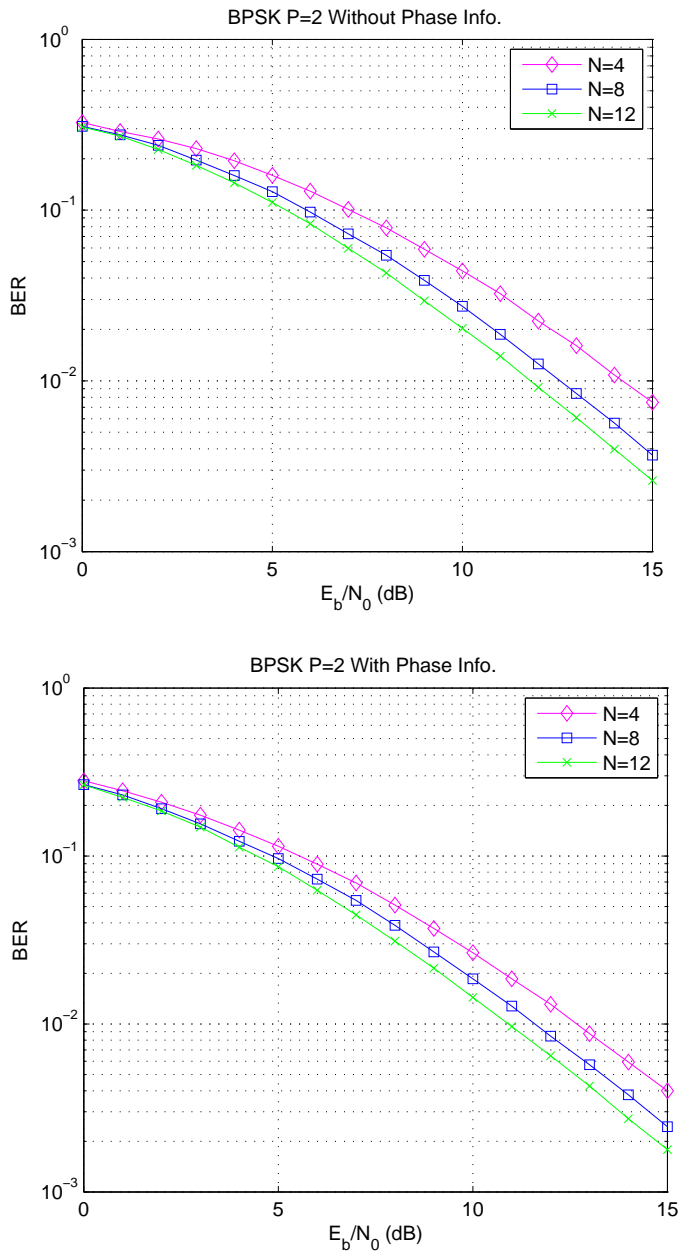 BPSK P=2 Without Phase Info.
10^0
10^−1
10^−2
10^−3
BER
N=4
N=8
N=12
0 5 10 15
E_b/N_0 (dB)
BPSK P=2 With Phase Info.
10^0
10^−1
10^−2
10^−3
BER
N=4
N=8
N=12
0 5 10 15
E_b/N_0 (dB)